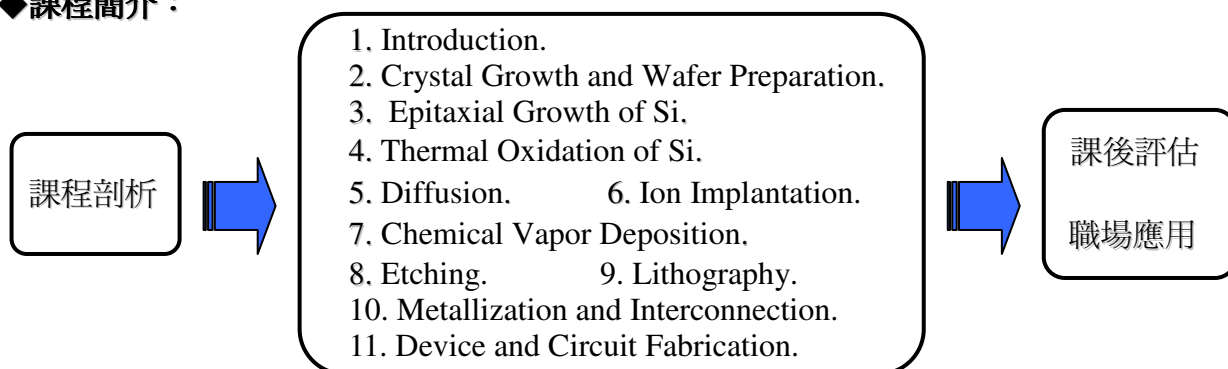 ◆課程簡介：
課程剖析
1. Introduction.
2. Crystal Growth and Wafer Preparation.
3. Epitaxial Growth of Si.
4. Thermal Oxidation of Si.
5. Diffusion. 6. Ion Implantation.
7. Chemical Vapor Deposition.
8. Etching. 9. Lithography.
10. Metallization and Interconnection.
11. Device and Circuit Fabrication.
課後評估
職場應用